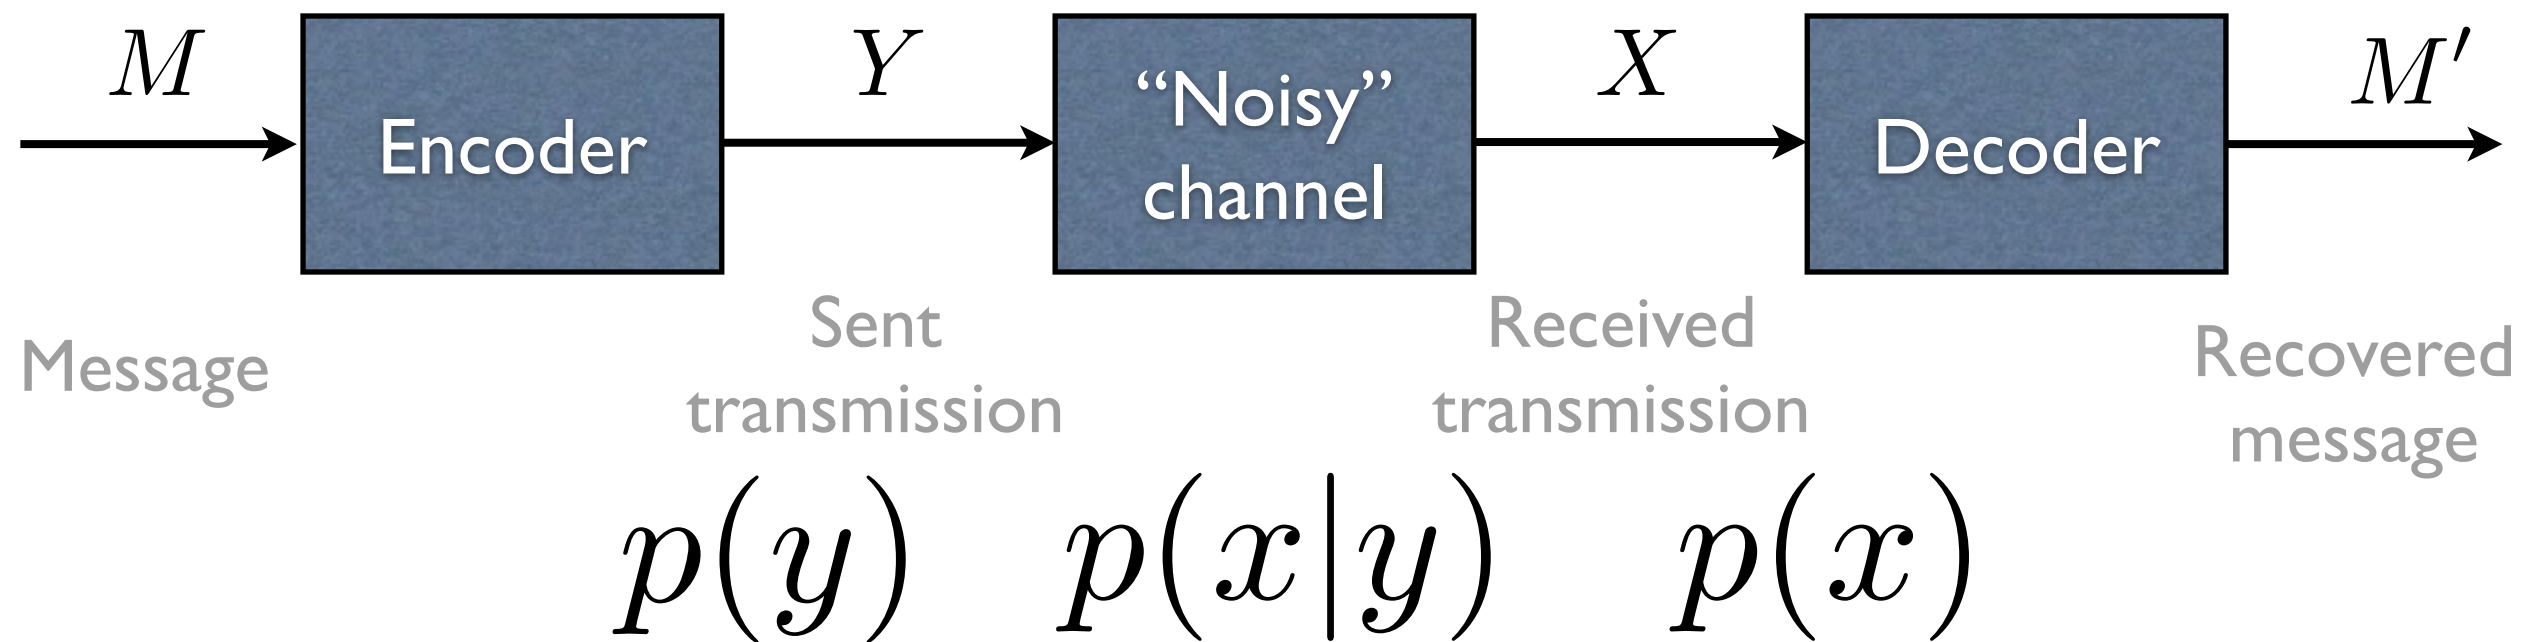 M
Y
X
M′
Encoder
“Noisy”
channel
Decoder
Message
Sent
transmission
Received
transmission
Recovered
message
p(y)
p(x|y)
p(x)